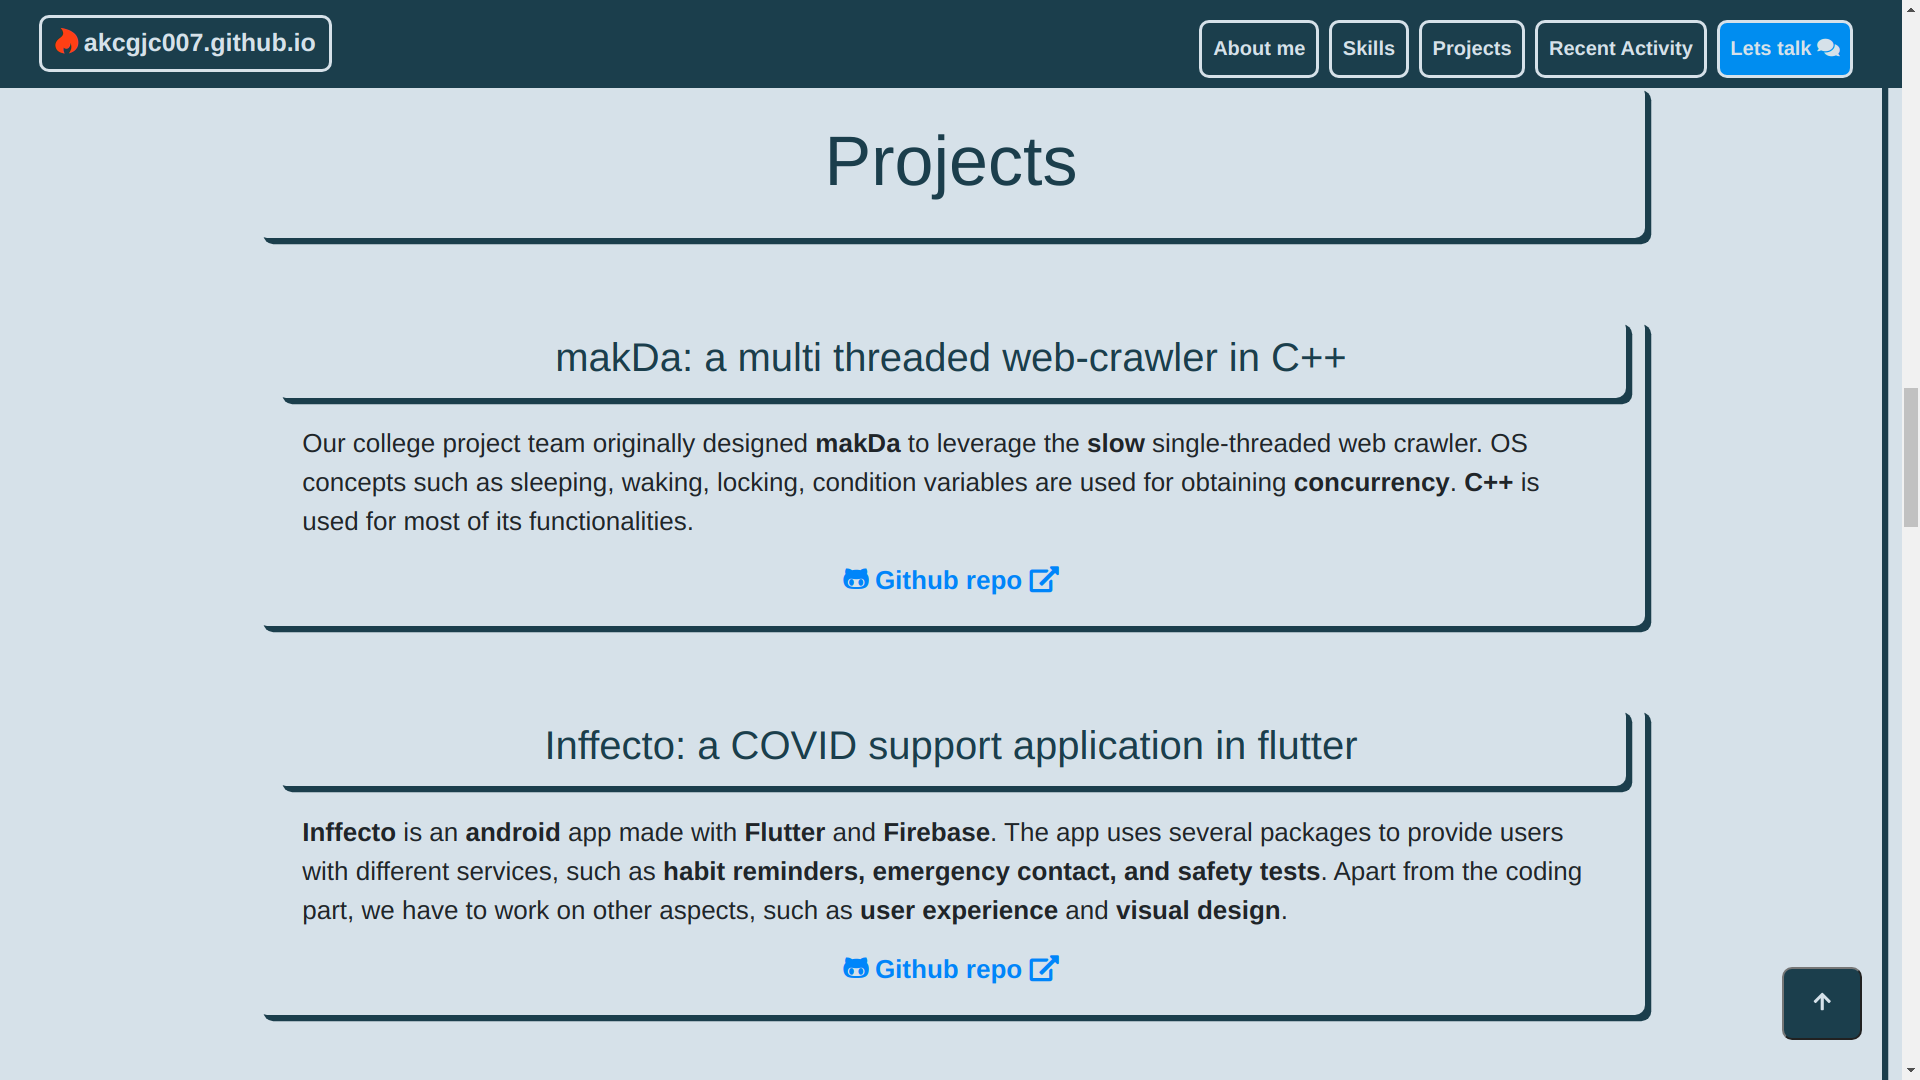 akcgjc007.github.io
About me
Skills
Projects
Recent Activity
Lets talk
Projects
makDa: a multi threaded web-crawler in C++
Our college project team originally designed makDa to leverage the slow single-threaded web crawler. OS
concepts such as sleeping, waking, locking, condition variables are used for obtaining concurrency. C++ is
used for most of its functionalities.
Github repo
Inffecto: a COVID support application in flutter
Inffecto is an android app made with Flutter and Firebase. The app uses several packages to provide users
with different services, such as habit reminders, emergency contact, and safety tests. Apart from the coding
part, we have to work on other aspects, such as user experience and visual design.
Github repo